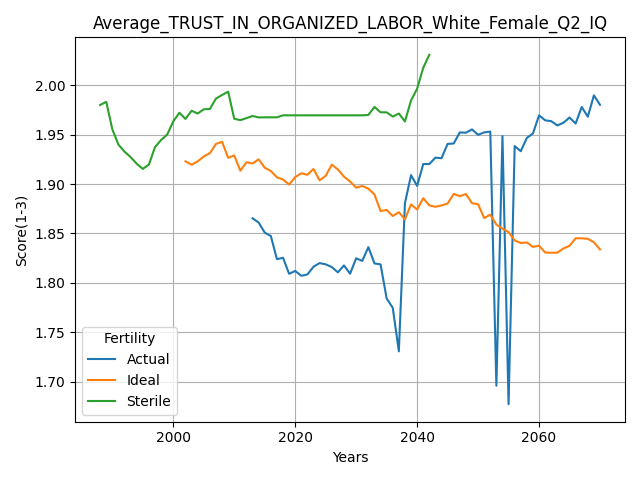 Average_TRUST_IN_ORGANIZED_LABOR_White_Female_Q2_IQ
Score(1-3)
2.00
1.95
1.90
1.85
1.80
1.75
1.70
Fertility
Actual
Ideal
Sterile
2000 2020 2040 2060
Years